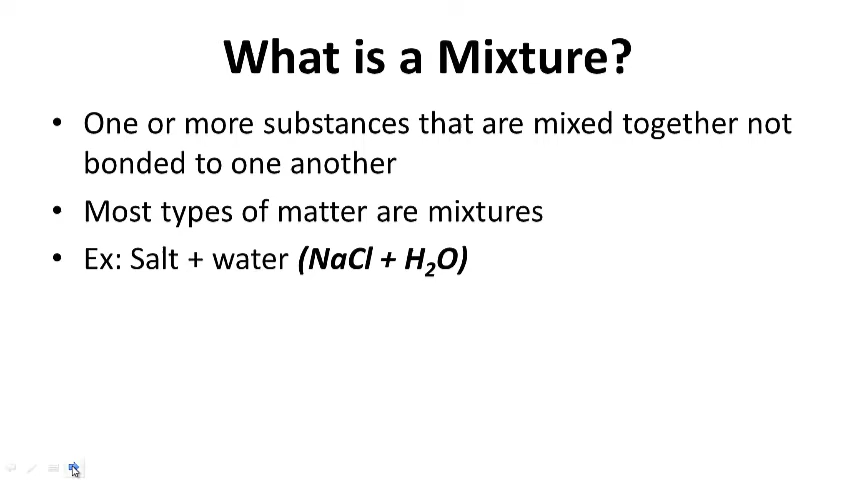 What is a Mixture?
• One or more substances that are mixed together not
bonded to one another
• Most types of matter are mixtures
• Ex: Salt + water (NaCl + H₂O)